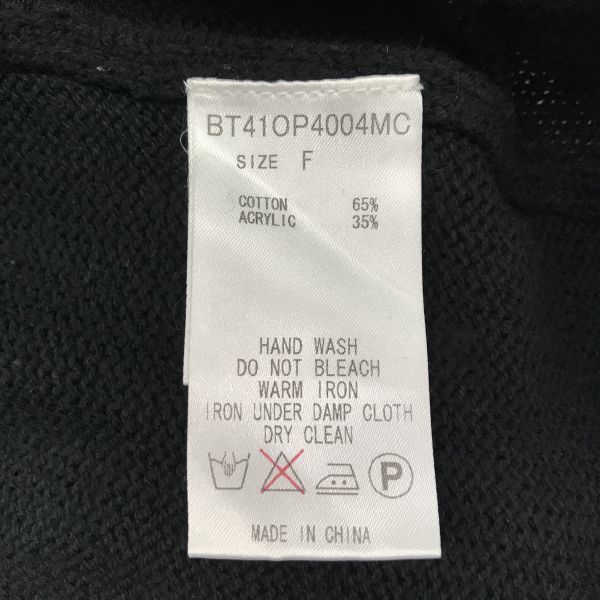 BT41OP4004MC
SIZE F
COTTON 65%
ACRYLIC 35%
HAND WASH
DO NOT BLEACH
WARM IRON
IRON UNDER DAMP CLOTH
DRY CLEAN
P
MADE IN CHINA